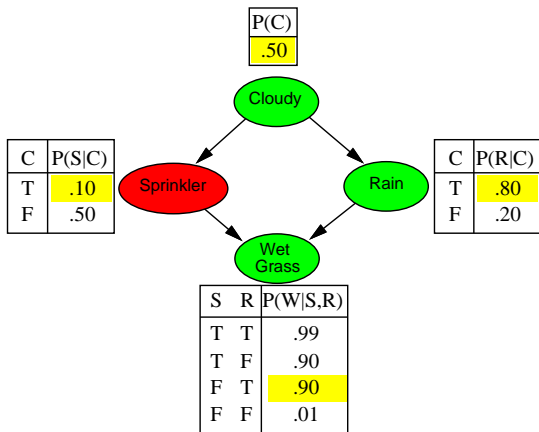 P(C)
.50
Cloudy
C P(S|C)
T .10
F .50
Sprinkler
Rain
C P(R|C)
T .80
F .20
Wet
Grass
S R P(W|S,R)
T T .99
T F .90
F T .90
F F .01